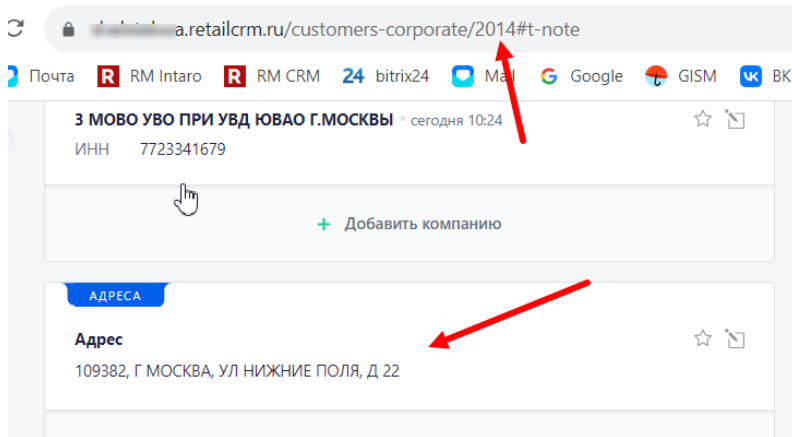 a.retailcrm.ru/customers-corporate/2014#t-note
Почта R RM Intaro R RM CRM 24 bitrix24 Mail G Google GISM ВК
3 МОВО УВО ПРИ УВД ЮВАО Г.МОСКВЫ • сегодня 10:24
ИНН 7723341679
+ Добавить компанию
АДРЕСА
Адрес
109382, Г МОСКВА, УЛ НИЖНИЕ ПОЛЯ, Д 22